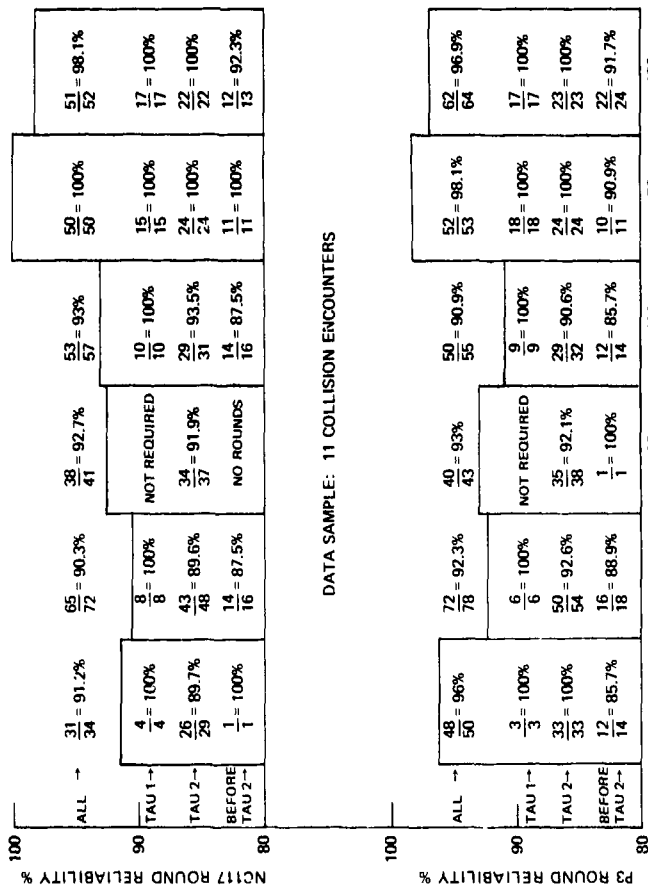 100
90
80
NC117 ROUND RELIABILITY %
ALL → 31/34 = 91.2% 65/72 = 90.3% 38/41 = 92.7% 53/57 = 93% 50/50 = 100% 51/52 = 98.1%
TAU 1 → 4/4 = 100% 8/8 = 100% NOT REQUIRED 10/10 = 100% 15/15 = 100% 17/17 = 100%
TAU 2 → 26/29 = 89.7% 43/48 = 89.6% 34/37 = 91.9% 29/31 = 93.5% 24/24 = 100% 22/22 = 100%
BEFORE
TAU 2 → 1/1 = 100% 14/16 = 87.5% NO ROUNDS 14/16 = 87.5% 11/11 = 100% 12/13 = 92.3%
DATA SAMPLE: 11 COLLISION ENCOUNTERS
100
90
80
P3 ROUND RELIABILITY %
ALL → 48/50 = 96% 72/78 = 92.3% 40/43 = 93% 50/55 = 90.9% 52/53 = 98.1% 62/64 = 96.9%
TAU 1 → 3/3 = 100% 6/6 = 100% NOT REQUIRED 9/9 = 100% 18/18 = 100% 17/17 = 100%
TAU 2 → 33/33 = 100% 50/54 = 92.6% 35/38 = 92.1% 29/32 = 90.6% 24/24 = 100% 23/23 = 100%
BEFORE
TAU 2 → 12/14 = 85.7% 16/18 = 88.9% 1/1 = 100% 12/14 = 85.7% 10/11 = 90.9% 22/24 = 91.7%